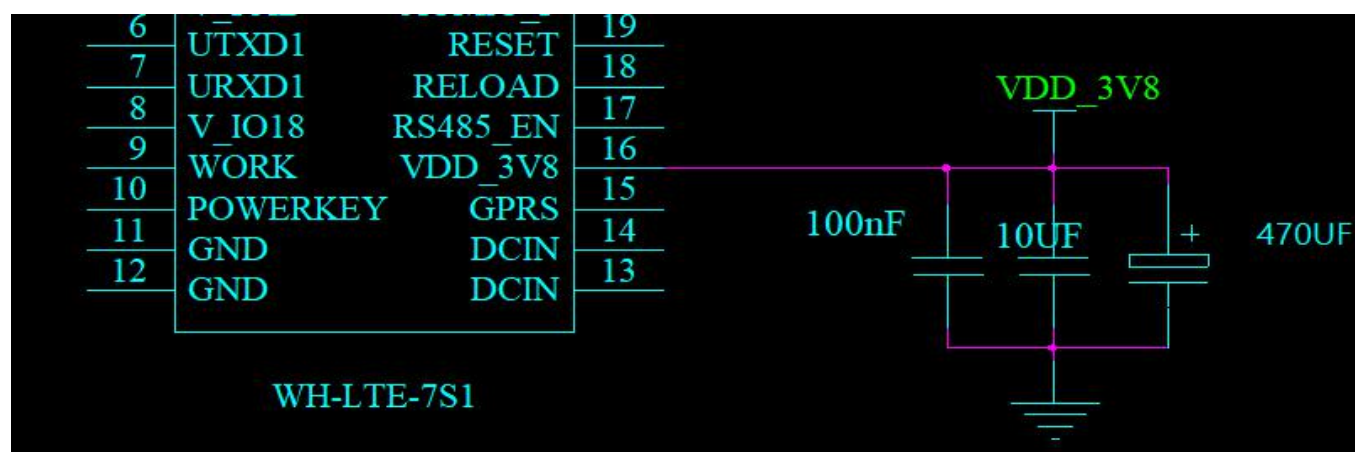 6
19
UTXD1
RESET
7
18
URXD1
RELOAD
8
17
V_IO18
RS485_EN
9
16
WORK
VDD_3V8
10
15
POWERKEY
GPRS
11
14
GND
DCIN
12
13
GND
DCIN
WH-LTE-7S1
VDD_3V8
100nF
10UF
+
470UF